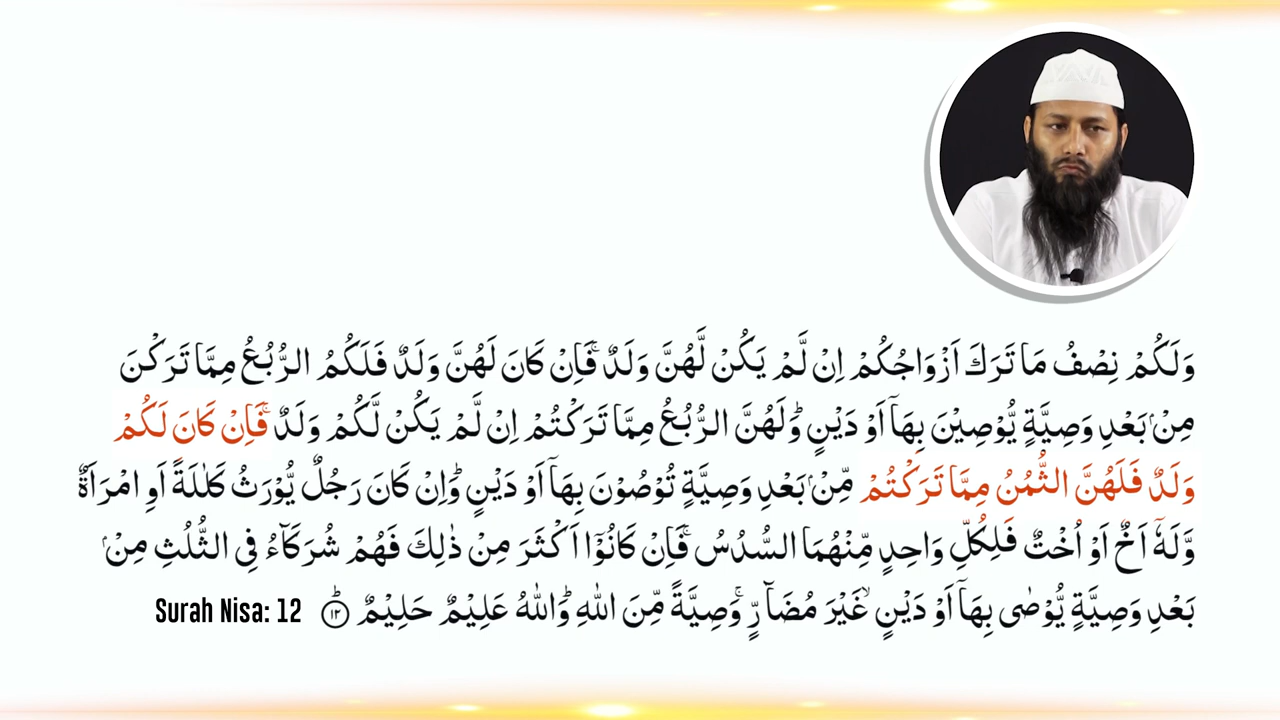 وَلَكُمْ نِصْفُ مَا تَرَكَ اَزْوَاجُكُمْ اِنْ لَّمْ يَكُنْ لَّهُنَّ وَلَدٌ ۚ فَاِنْ كَانَ لَهُنَّ وَلَدٌ فَلَكُمُ الرُّبُعُ مِمَّا تَرَكْنَ
مِنْۢ بَعْدِ وَصِيَّةٍ يُّوْصِيْنَ بِهَاۤ اَوْ دَيْنٍ ؕ وَلَهُنَّ الرُّبُعُ مِمَّا تَرَكْتُمْ اِنْ لَّمْ يَكُنْ لَّكُمْ وَلَدٌ ۚ فَاِنْ كَانَ لَكُمْ
وَلَدٌ فَلَهُنَّ الثُّمُنُ مِمَّا تَرَكْتُمْ مِّنْۢ بَعْدِ وَصِيَّةٍ تُوْصُوْنَ بِهَاۤ اَوْ دَيْنٍ ؕ وَاِنْ كَانَ رَجُلٌ يُّوْرَثُ كَلٰلَةً اَوِ امْرَاَةٌ
وَّلَهٗۤ اَخٌ اَوْ اُخْتٌ فَلِكُلِّ وَاحِدٍ مِّنْهُمَا السُّدُسُ ۚ فَاِنْ كَانُوْۤا اَكْثَرَ مِنْ ذٰلِكَ فَهُمْ شُرَكَآءُ فِى الثُّلُثِ مِنْۢ
بَعْدِ وَصِيَّةٍ يُّوْصٰى بِهَاۤ اَوْ دَيْنٍ ۙ غَيْرَ مُضَآرٍّ ۚ وَصِيَّةً مِّنَ اللّٰهِ ؕ وَاللّٰهُ عَلِيْمٌ حَلِيْمٌ ؕ ﴿۱۲﴾ Surah Nisa: 12